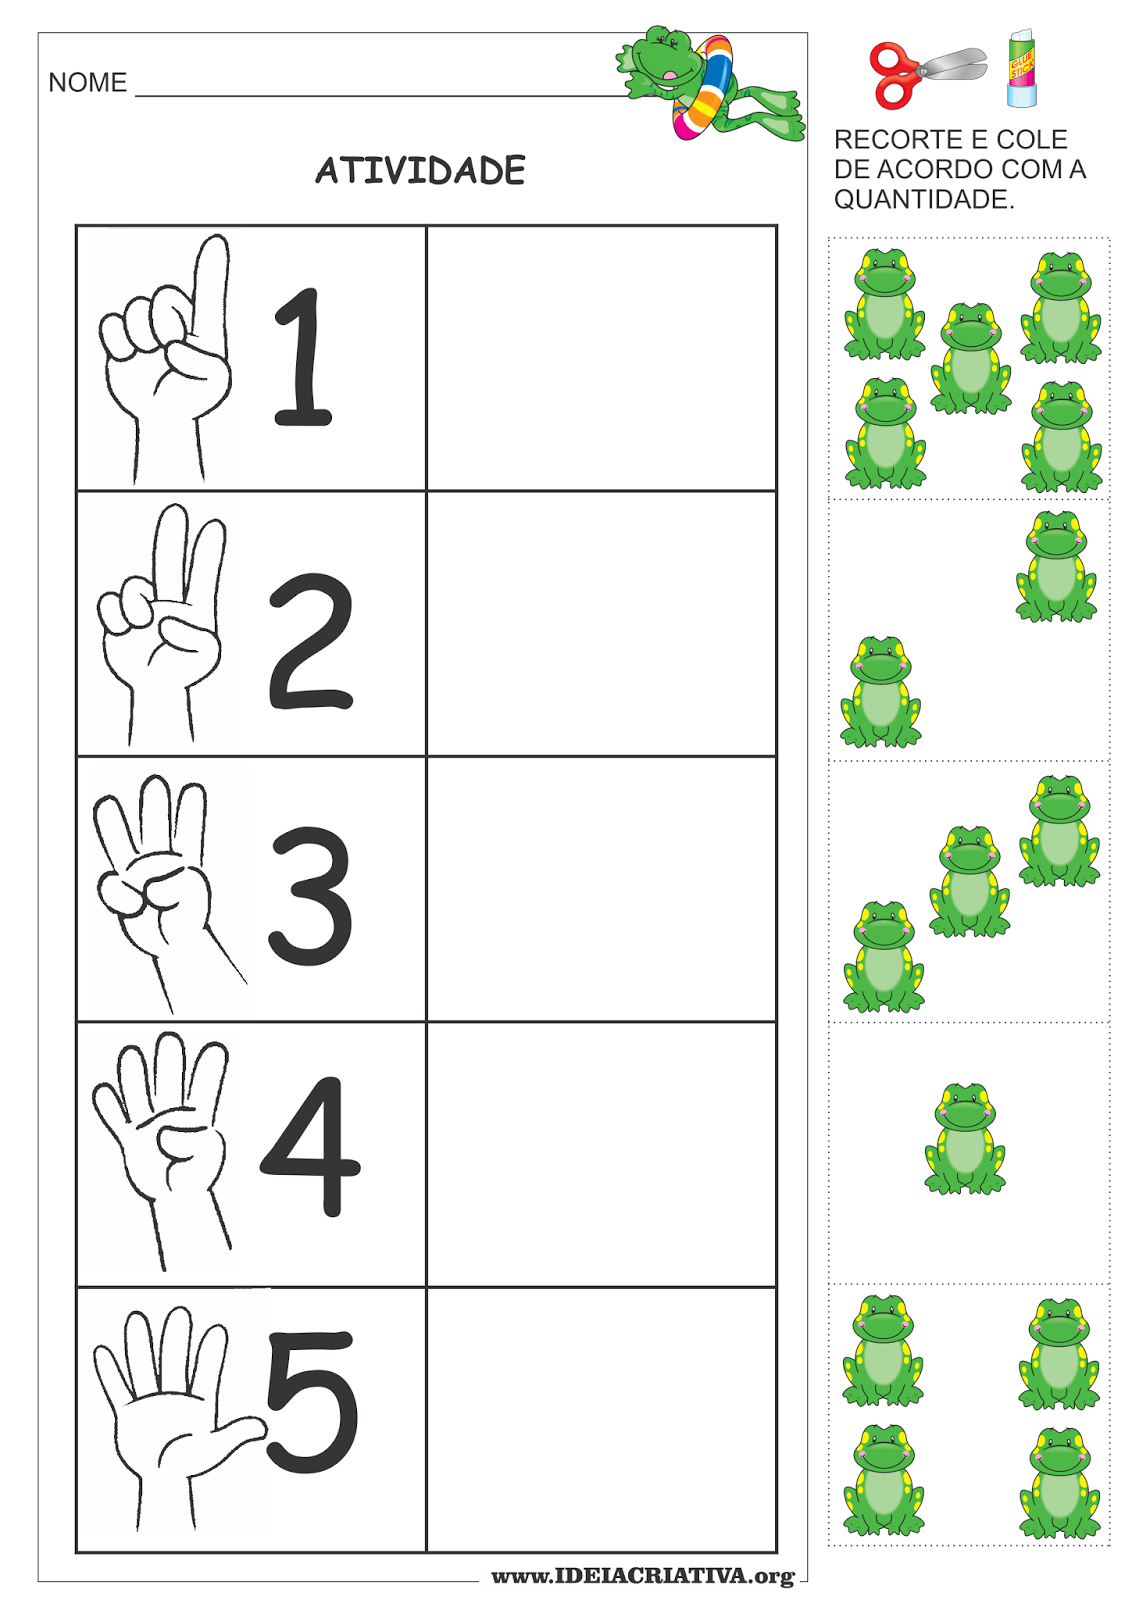 NOME
ATIVIDADE
1
2
3
4
5
www.IDEIACRIATIVA.org
GLUE
STICK
RECORTE E COLE
DE ACORDO COM A
QUANTIDADE.